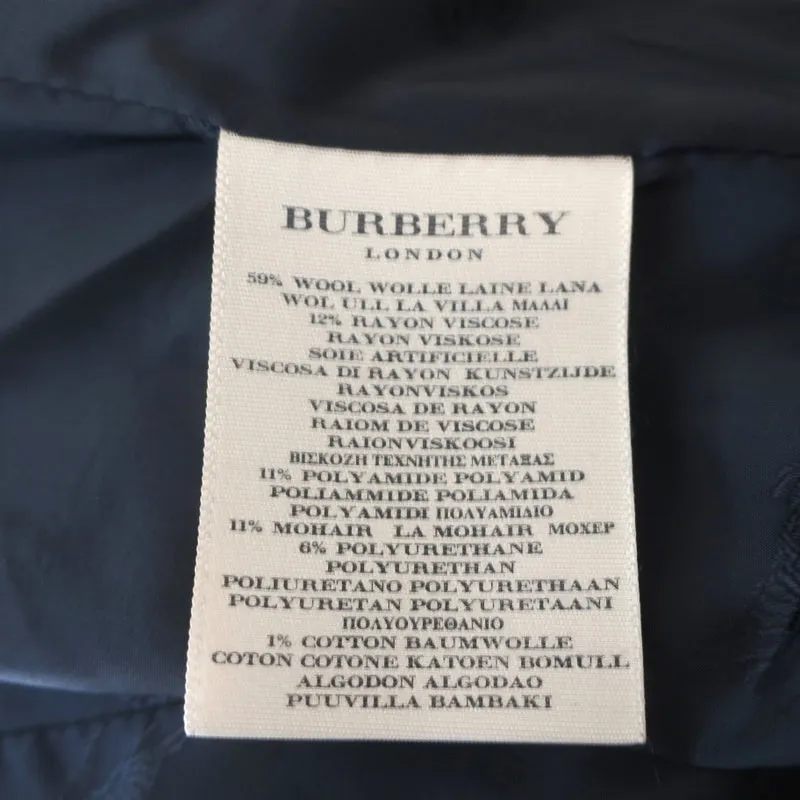 BURBERRY
LONDON
59% WOOL WOLLE LAINE LANA
WOL ULL LA VILLA ΜΑΛΛΙ
12% RAYON VISCOSE
RAYON VISKOSE
SOIE ARTIFICIELLE
VISCOSA DI RAYON KUNSTZIJDE
RAYONVISKOS
VISCOSA DE RAYON
RAIOM DE VISCOSE
RAIONVISKOOSI
ΒΙΣΚΟΖΗ ΤΕΧΝΗΤΗΣ ΜΕΤΑΞΑΣ
11% POLYAMIDE POLYAMID
POLIAMMIDE POLIAMIDA
POLYAMIDI ΠΟΛΥΑΜΙΔΙΟ
11% MOHAIR LA MOHAIR ΜΟΧΕΡ
6% POLYURETHANE
POLYURETHAN
POLIURETANO POLYURETHAAN
POLYURETAN POLYURETAANI
ΠΟΛΥΟΥΡΕΘΑΝΙΟ
1% COTTON BAUMWOLLE
COTON COTONE KATOEN BOMULL
ALGODON ALGODAO
PUUVILLA BAMBAKI